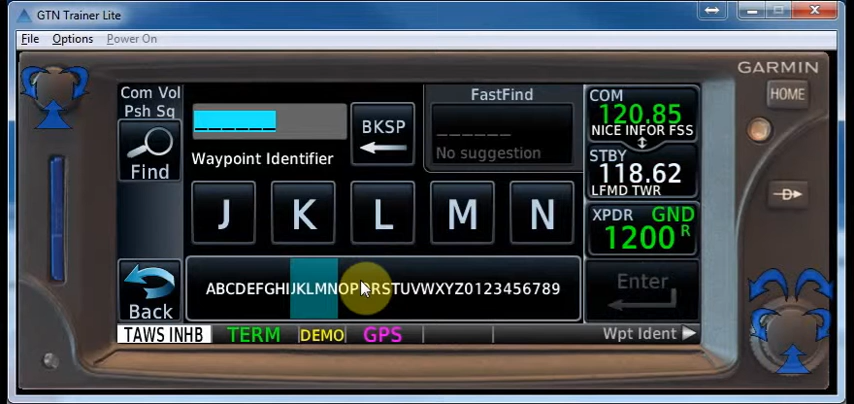 GTN Trainer Lite
File Options Power On
GARMIN
Com Vol
Psh Sq
Find
Back
______
Waypoint Identifier
BKSP
FastFind
______
No suggestion
COM
120.85
NICE INFOR FSS
STBY
118.62
LFMD TWR
XPDR GND
1200 R
HOME
D
J K L M N
ABCDEFGHIJKLMNOPQRSTUVWXYZ0123456789
Enter
TAWS INHB TERM DEMO GPS Wpt Ident